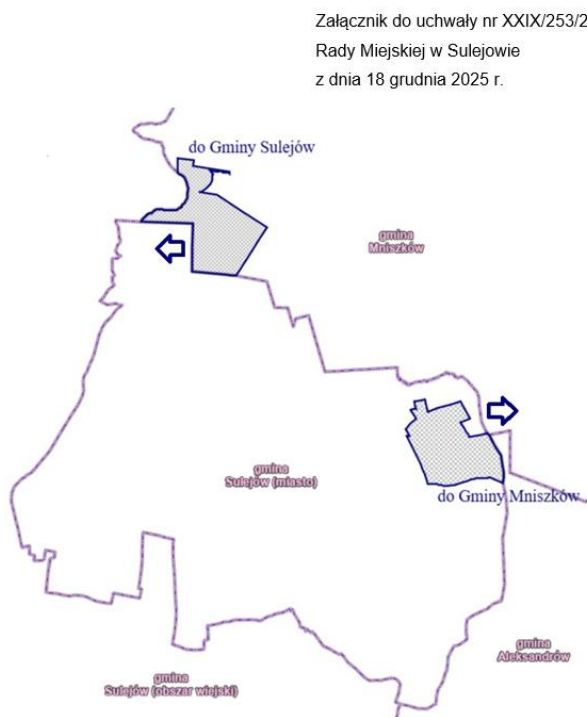 Załącznik do uchwały nr XXIX/253/2
Rady Miejskiej w Sulejowie
z dnia 18 grudnia 2025 r.
do Gminy Sulejów
gmina
Mniszków
gmina
Sulejów (miasto)
do Gminy Mniszków
gmina
Aleksandrów
gmina
Sulejów (obszar wiejski)